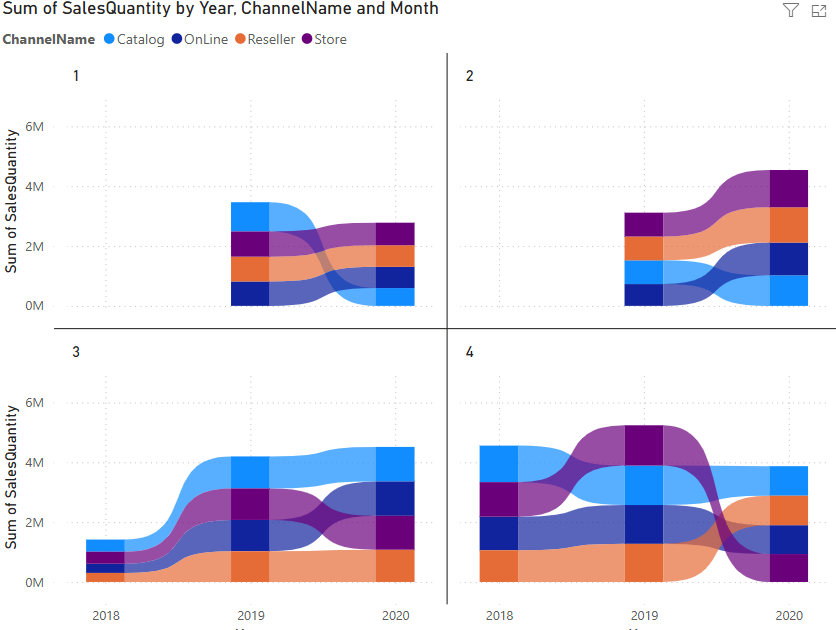 Sum of SalesQuantity by Year, ChannelName and Month
ChannelName Catalog OnLine Reseller Store
1
2
Sum of SalesQuantity
6M
4M
2M
0M
3
4
Sum of SalesQuantity
6M
4M
2M
0M
2018 2019 2020
2018 2019 2020